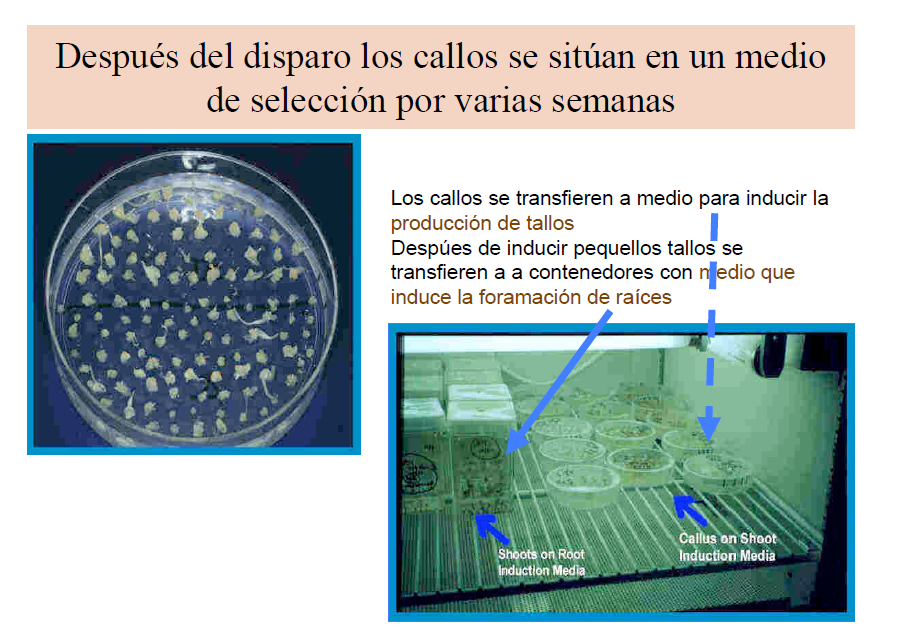 Después del disparo los callos se sitúan en un medio
de selección por varias semanas
Los callos se transfieren a medio para inducir la
producción de tallos
Despúes de inducir pequellos tallos se
transfieren a a contenedores con medio que
induce la foramación de raíces
Shoots on Root
Induction Media
Callus on Shoot
Induction Media